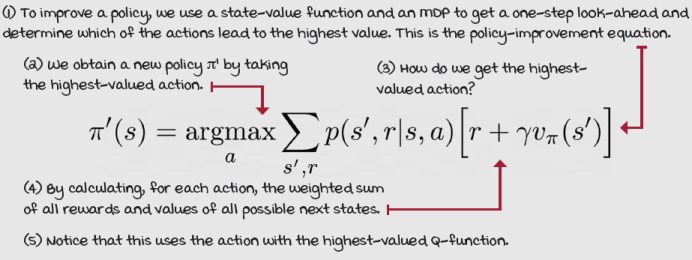 (1) To improve a policy, we use a state-value function and an MDP to get a one-step look-ahead and
determine which of the actions lead to the highest value. This is the policy-improvement equation.
(2) We obtain a new policy π' by taking
the highest-valued action.
(3) How do we get the highest-
valued action?
π'(s) = argmax_a ∑_{s',r} p(s', r|s, a) [r + γv_π(s')]
(4) By calculating, for each action, the weighted sum
of all rewards and values of all possible next states.
(5) Notice that this uses the action with the highest-valued Q-function.